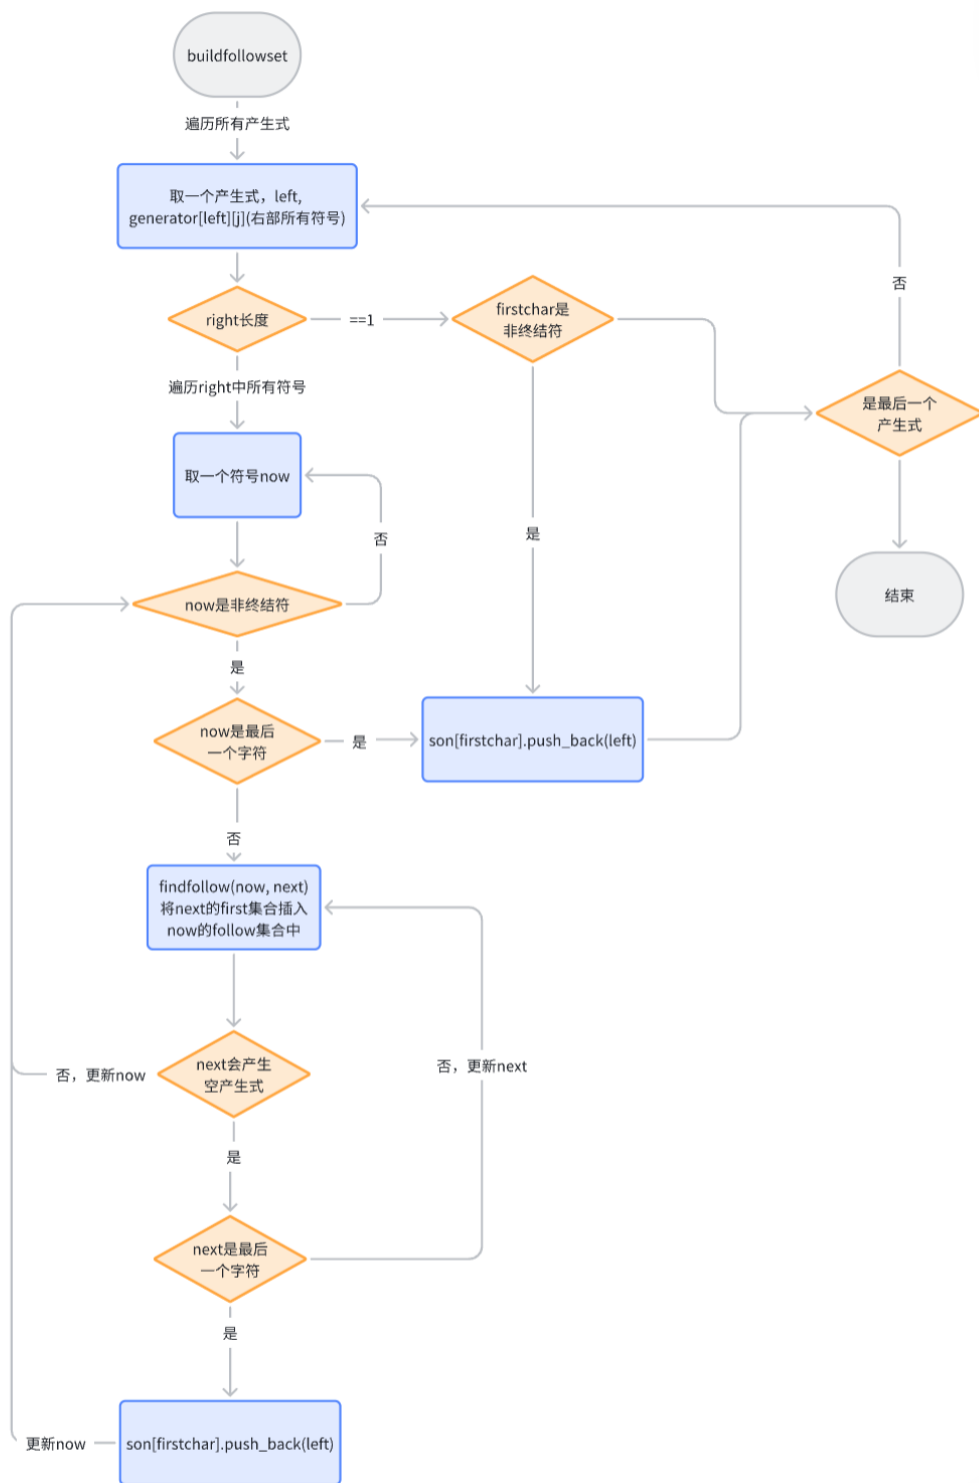 buildfollowset
遍历所有产生式
取一个产生式，left,
generator[left][j](右部所有符号)
否
right长度
==1
firstchar是
非终结符
遍历right中所有符号
是最后一个
产生式
取一个符号now
否
是
结束
now是非终结符
是
now是最后
一个字符
是
son[firstchar].push_back(left)
否
findfollow(now, next)
将next的first集合插入
now的follow集合中
next会产生
空产生式
否，更新now
否，更新next
是
next是最后
一个字符
是
更新now
son[firstchar].push_back(left)